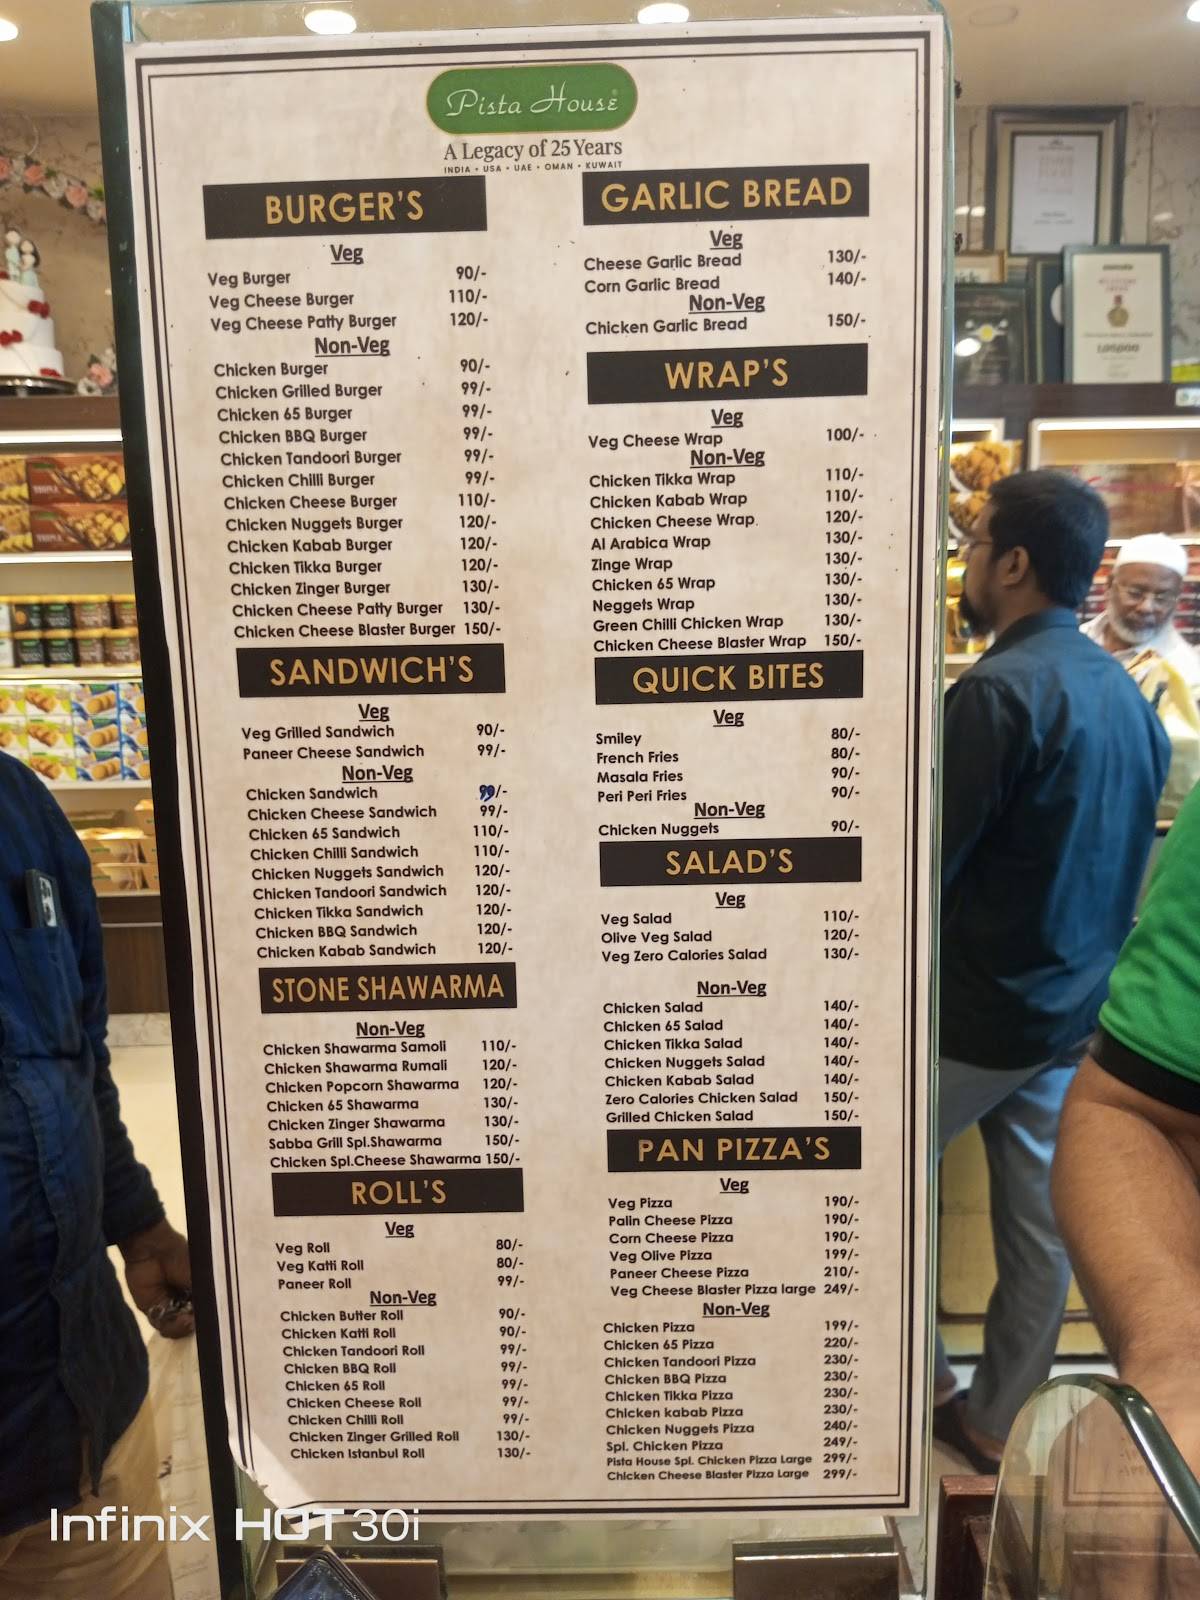 Pista House
A Legacy of 25 Years
INDIA • USA • UAE • OMAN • KUWAIT
BURGER'S
Veg
Veg Burger 90/-
Veg Cheese Burger 110/-
Veg Cheese Patty Burger 120/-
Non-Veg
Chicken Burger 90/-
Chicken Grilled Burger 99/-
Chicken 65 Burger 99/-
Chicken BBQ Burger 99/-
Chicken Tandoori Burger 99/-
Chicken Chilli Burger 99/-
Chicken Cheese Burger 110/-
Chicken Nuggets Burger 120/-
Chicken Kabab Burger 120/-
Chicken Tikka Burger 120/-
Chicken Zinger Burger 130/-
Chicken Cheese Patty Burger 130/-
Chicken Cheese Blaster Burger 150/-
SANDWICH'S
Veg
Veg Grilled Sandwich 90/-
Paneer Cheese Sandwich 99/-
Non-Veg
Chicken Sandwich 99/-
Chicken Cheese Sandwich 99/-
Chicken 65 Sandwich 110/-
Chicken Chilli Sandwich 110/-
Chicken Nuggets Sandwich 120/-
Chicken Tandoori Sandwich 120/-
Chicken Tikka Sandwich 120/-
Chicken BBQ Sandwich 120/-
Chicken Kabab Sandwich 120/-
STONE SHAWARMA
Non-Veg
Chicken Shawarma Samoli 110/-
Chicken Shawarma Rumali 120/-
Chicken Popcorn Shawarma 120/-
Chicken 65 Shawarma 130/-
Chicken Zinger Shawarma 130/-
Sabba Grill Spl.Shawarma 150/-
Chicken Spl.Cheese Shawarma 150/-
ROLL'S
Veg
Veg Roll 80/-
Veg Katti Roll 80/-
Paneer Roll 99/-
Non-Veg
Chicken Butter Roll 90/-
Chicken Katti Roll 90/-
Chicken Tandoori Roll 99/-
Chicken BBQ Roll 99/-
Chicken 65 Roll 99/-
Chicken Cheese Roll 99/-
Chicken Chilli Roll 99/-
Chicken Zinger Grilled Roll 130/-
Chicken Istanbul Roll 130/-
GARLIC BREAD
Veg
Cheese Garlic Bread 130/-
Corn Garlic Bread 140/-
Non-Veg
Chicken Garlic Bread 150/-
WRAP'S
Veg
Veg Cheese Wrap 100/-
Non-Veg
Chicken Tikka Wrap 110/-
Chicken Kabab Wrap 110/-
Chicken Cheese Wrap 120/-
Al Arabica Wrap 130/-
Zinge Wrap 130/-
Chicken 65 Wrap 130/-
Neggets Wrap 130/-
Green Chilli Chicken Wrap 130/-
Chicken Cheese Blaster Wrap 150/-
QUICK BITES
Veg
Smiley 80/-
French Fries 80/-
Masala Fries 90/-
Peri Peri Fries 90/-
Non-Veg
Chicken Nuggets 90/-
SALAD'S
Veg
Veg Salad 110/-
Olive Veg Salad 120/-
Veg Zero Calories Salad 130/-
Non-Veg
Chicken Salad 140/-
Chicken 65 Salad 140/-
Chicken Tikka Salad 140/-
Chicken Nuggets Salad 140/-
Chicken Kabab Salad 140/-
Zero Calories Chicken Salad 150/-
Grilled Chicken Salad 150/-
PAN PIZZA'S
Veg
Veg Pizza 190/-
Palin Cheese Pizza 190/-
Corn Cheese Pizza 190/-
Veg Olive Pizza 199/-
Paneer Cheese Pizza 210/-
Veg Cheese Blaster Pizza large 249/-
Non-Veg
Chicken Pizza 199/-
Chicken 65 Pizza 220/-
Chicken Tandoori Pizza 230/-
Chicken BBQ Pizza 230/-
Chicken Tikka Pizza 230/-
Chicken kabab Pizza 230/-
Chicken Nuggets Pizza 240/-
Spl. Chicken Pizza 249/-
Pista House Spl. Chicken Pizza Large 299/-
Chicken Cheese Blaster Pizza Large 299/-
Infinix HOT 30i